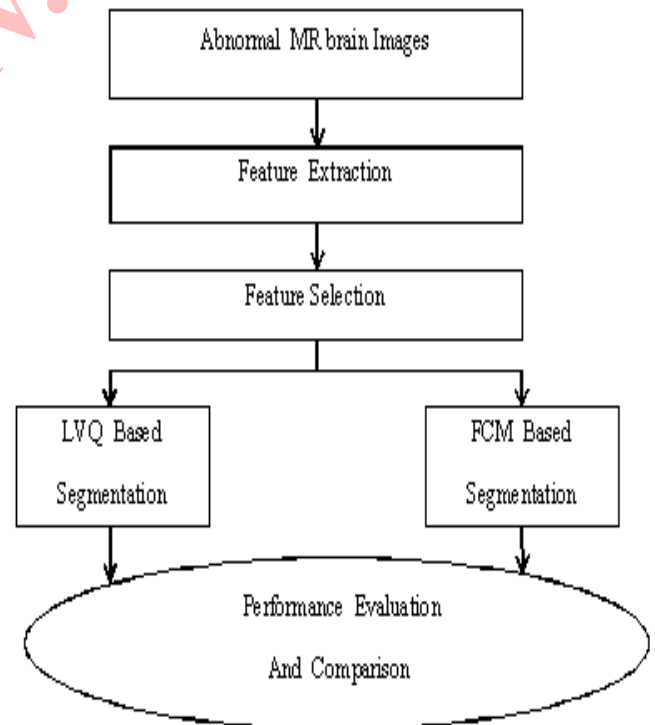 Abnormal MR brain Images
Feature Extraction
Feature Selection
LVQ Based
Segmentation
FCM Based
Segmentation
Performance Evaluation
And Comparison